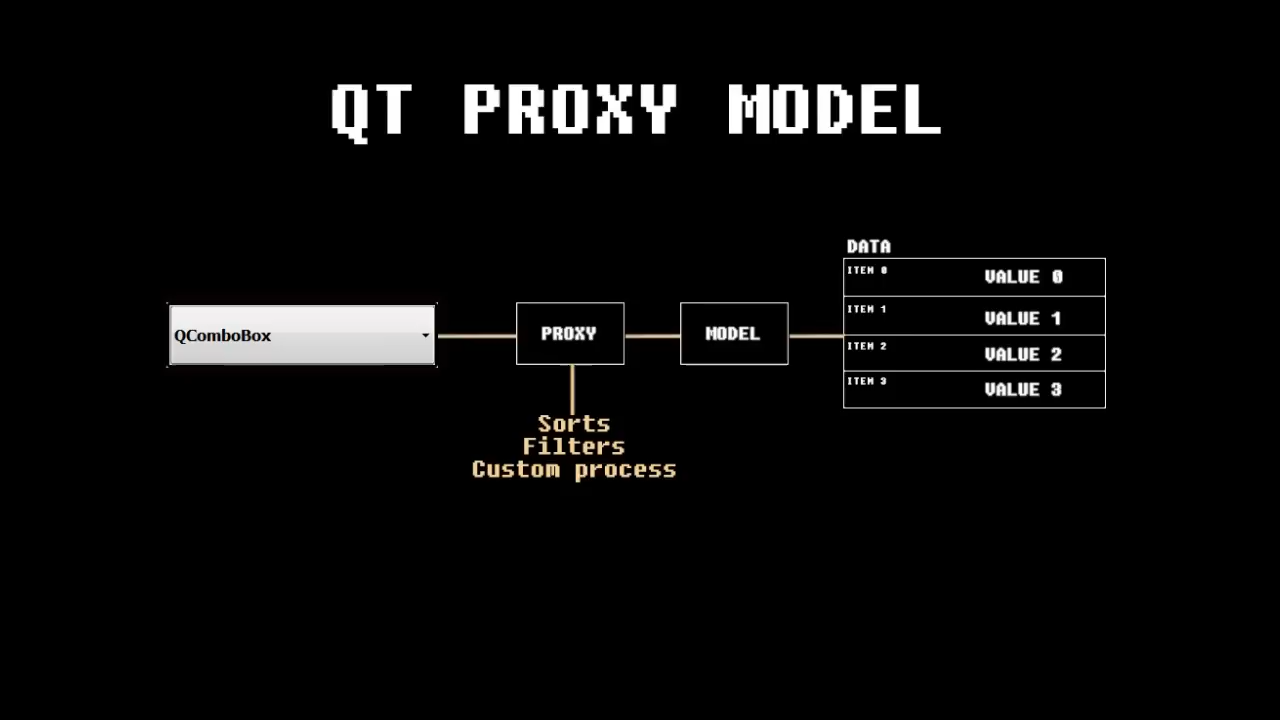 QT PROXY MODEL
DATA
ITEM 0 VALUE 0
ITEM 1 VALUE 1
ITEM 2 VALUE 2
ITEM 3 VALUE 3
QComboBox
PROXY
MODEL
Sorts
Filters
Custom process